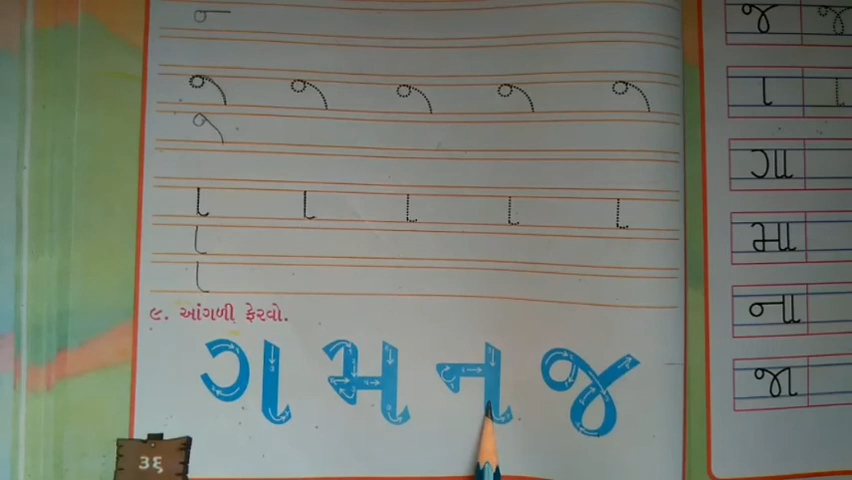 ૯. આંગળી ફેરવો.
ગ મ ન જ
૩૬
જ જ
ા ા
ગા
મા
ના
જા